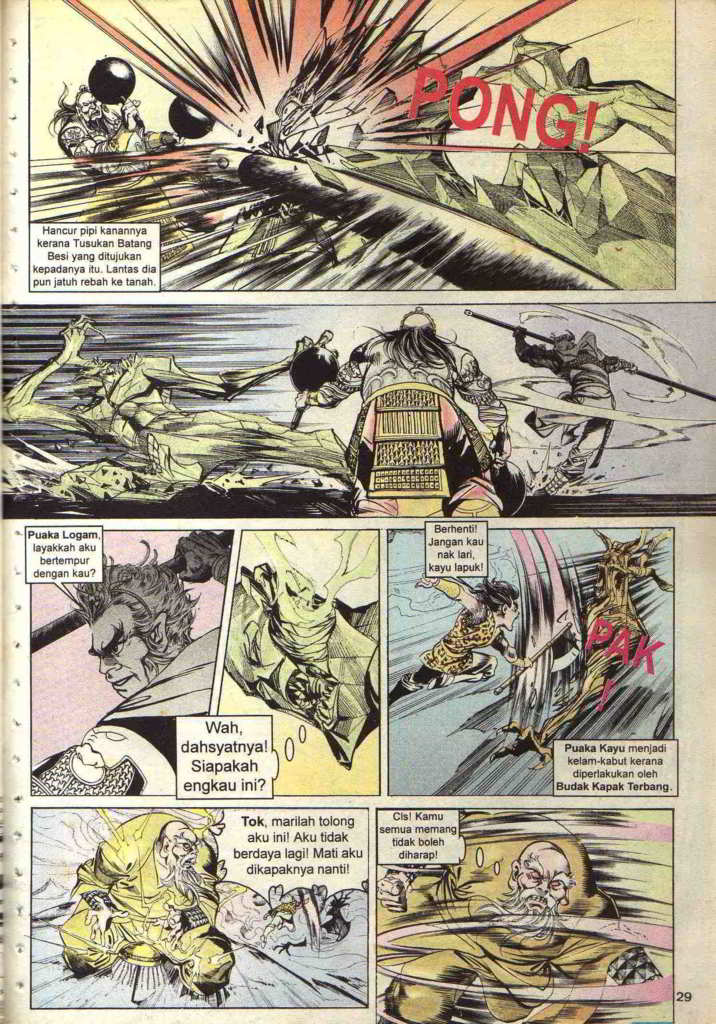 PONG!
Hancur pipi kanannya
kerana Tusukan Batang
Besi yang ditujukan
kepadanya itu. Lantas dia
pun jatuh rebah ke tanah.
Puaka Logam,
layakkah aku
bertempur
dengan kau?
Wah,
dahsyatnya!
Siapakah
engkau ini?
Berhenti!
Jangan kau
nak lari,
kayu lapuk!
PAK
!
Puaka Kayu menjadi
kelam-kabut kerana
diperlakukan oleh
Budak Kapak Terbang.
Tok, marilah tolong
aku ini! Aku tidak
berdaya lagi! Mati aku
dikapaknya nanti!
Cis! Kamu
semua memang
tidak boleh
diharap!
29